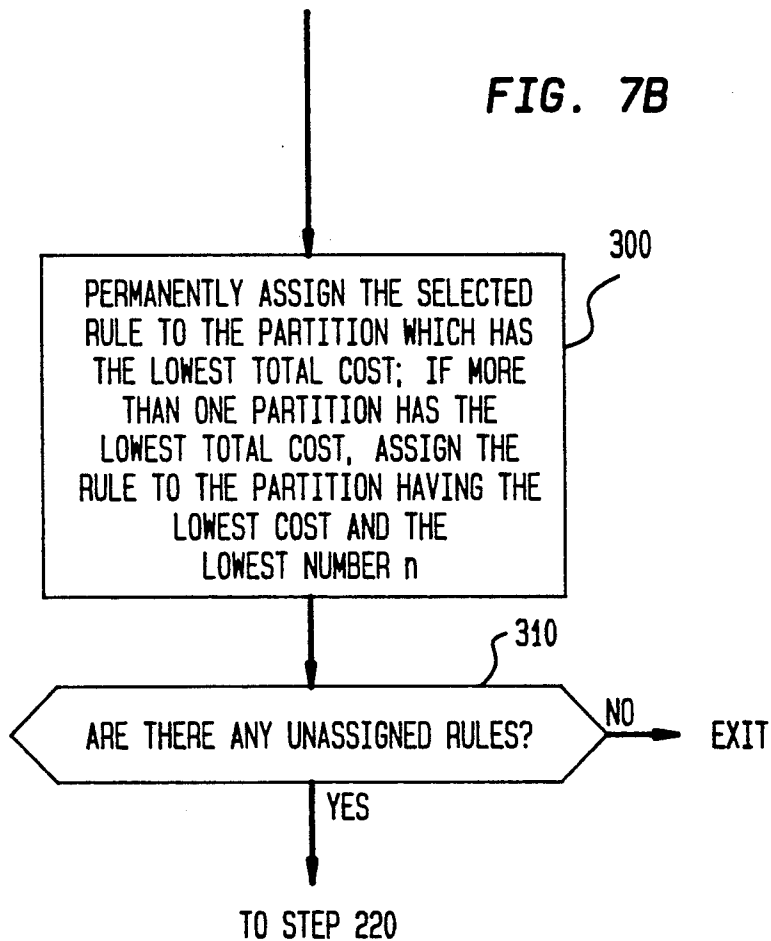 FIG. 7B
300
PERMANENTLY ASSIGN THE SELECTED
RULE TO THE PARTITION WHICH HAS
THE LOWEST TOTAL COST; IF MORE
THAN ONE PARTITION HAS THE
LOWEST TOTAL COST, ASSIGN THE
RULE TO THE PARTITION HAVING THE
LOWEST COST AND THE
LOWEST NUMBER n
310
ARE THERE ANY UNASSIGNED RULES?
NO
EXIT
YES
TO STEP 220